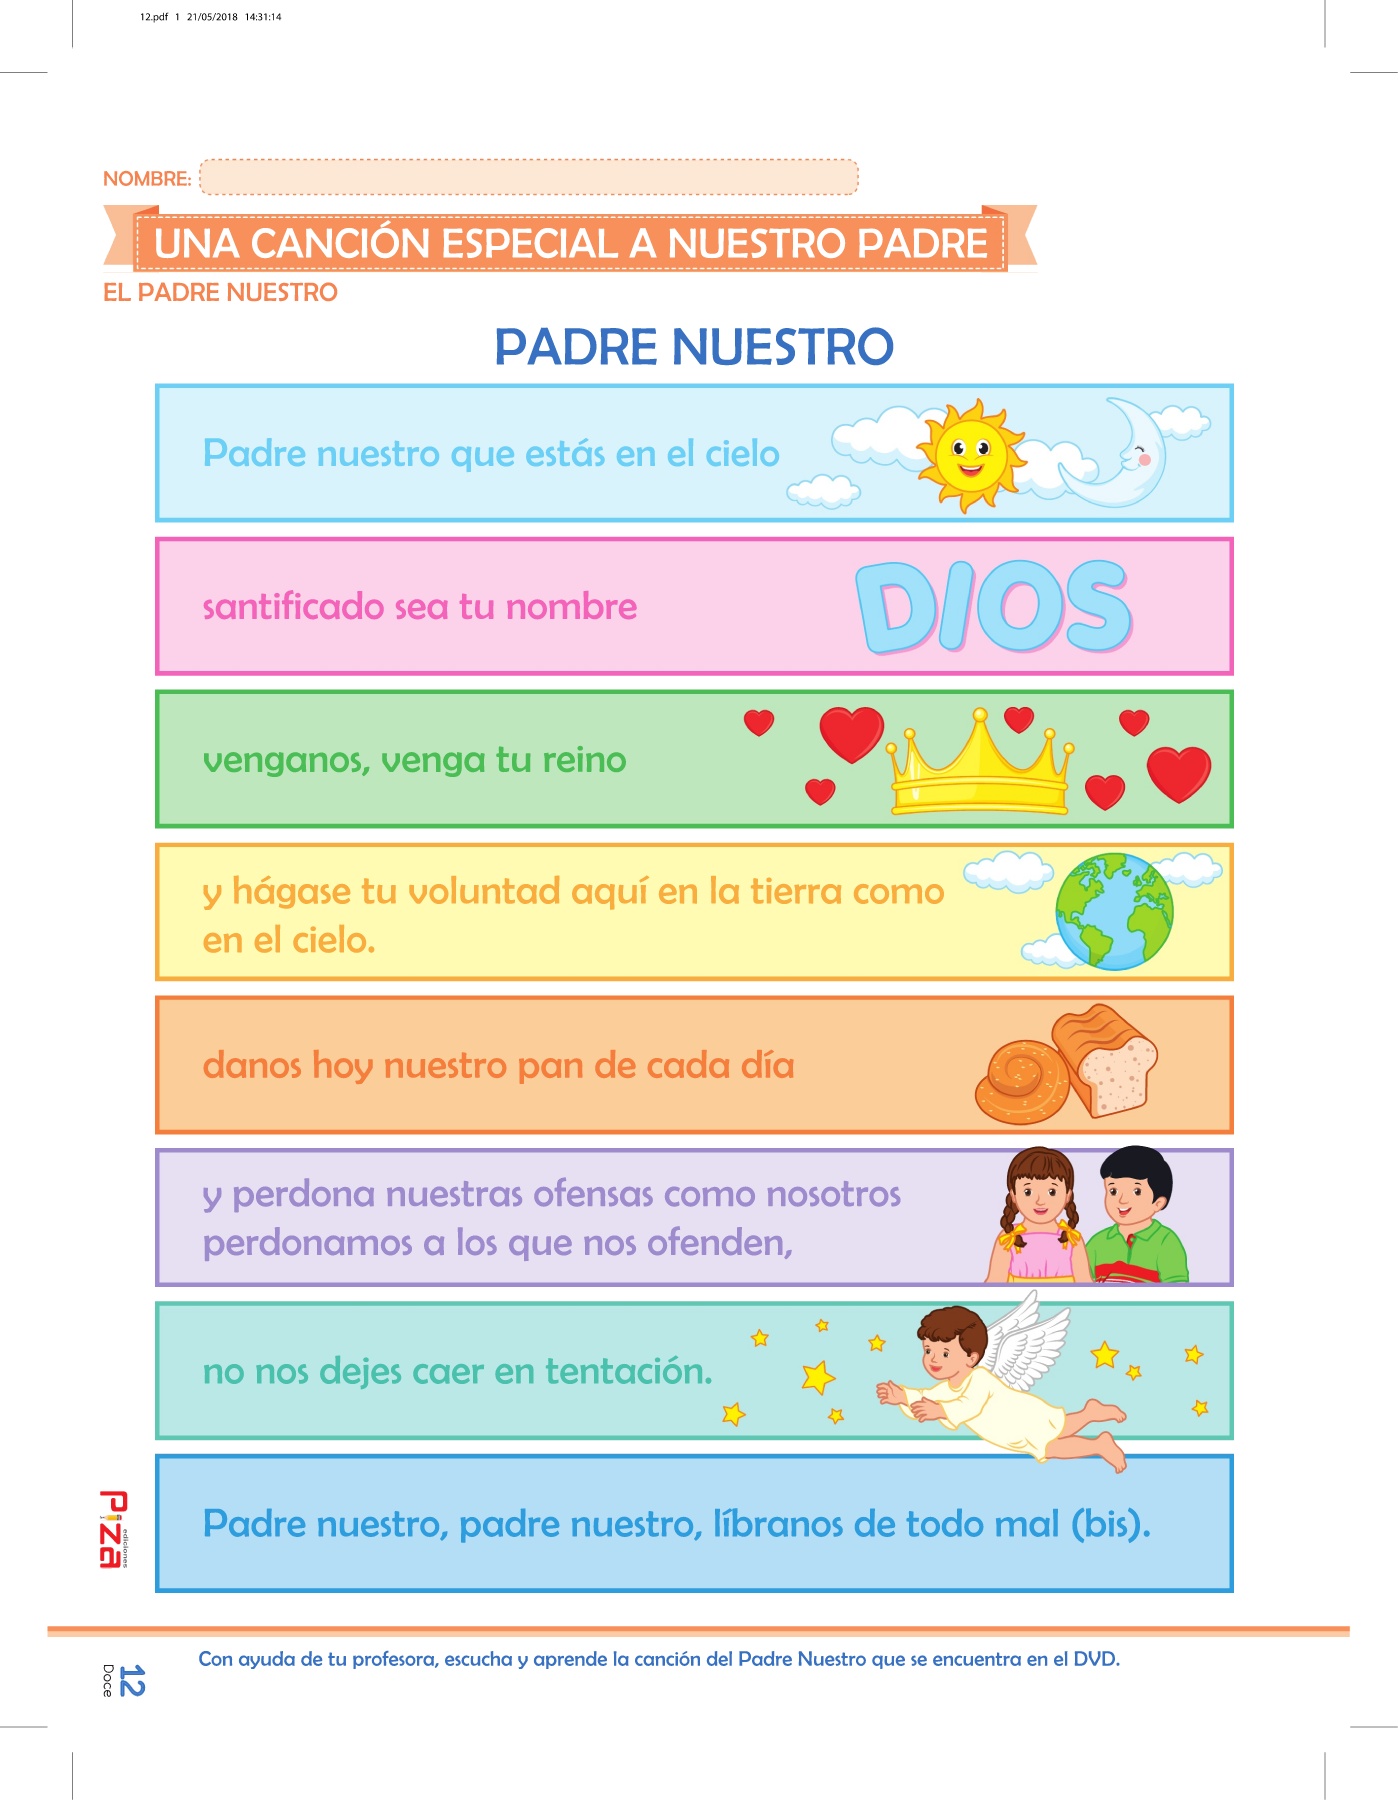 12.pdf 1 21/05/2018 14:31:14
NOMBRE:
UNA CANCIÓN ESPECIAL A NUESTRO PADRE
EL PADRE NUESTRO
PADRE NUESTRO
Padre nuestro que estás en el cielo
santificado sea tu nombre
DIOS
venganos, venga tu reino
y hágase tu voluntad aquí en la tierra como
en el cielo.
danos hoy nuestro pan de cada día
y perdona nuestras ofensas como nosotros
perdonamos a los que nos ofenden,
no nos dejes caer en tentación.
Padre nuestro, padre nuestro, líbranos de todo mal (bis).
Piza
ediciones
12
Doce
Con ayuda de tu profesora, escucha y aprende la canción del Padre Nuestro que se encuentra en el DVD.